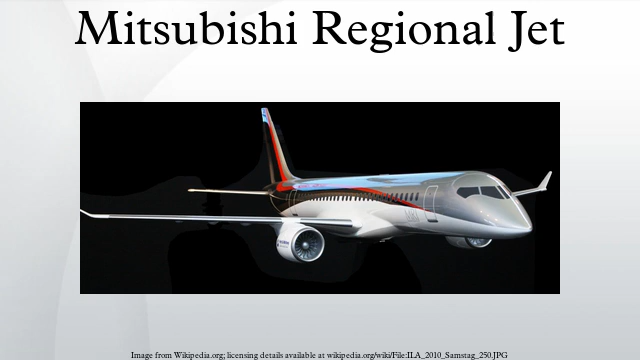 Mitsubishi Regional Jet
Image from Wikipedia.org; licensing details available at wikipedia.org/wiki/File:ILA_2010_Samstag_250.JPG